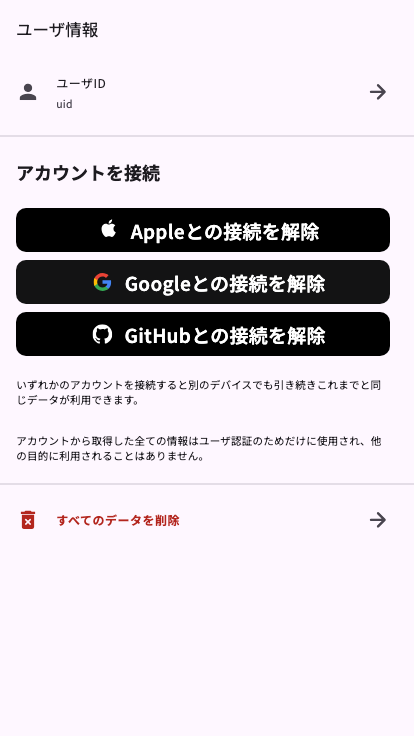 ユーザ情報
ユーザID
uid
アカウントを接続
Appleとの接続を解除
Googleとの接続を解除
GitHubとの接続を解除
いずれかのアカウントを接続すると別のデバイスでも引き続きこれまでと同
じデータが利用できます。
アカウントから取得した全ての情報はユーザ認証のためだけに使用され、他
の目的に利用されることはありません。
すべてのデータを削除